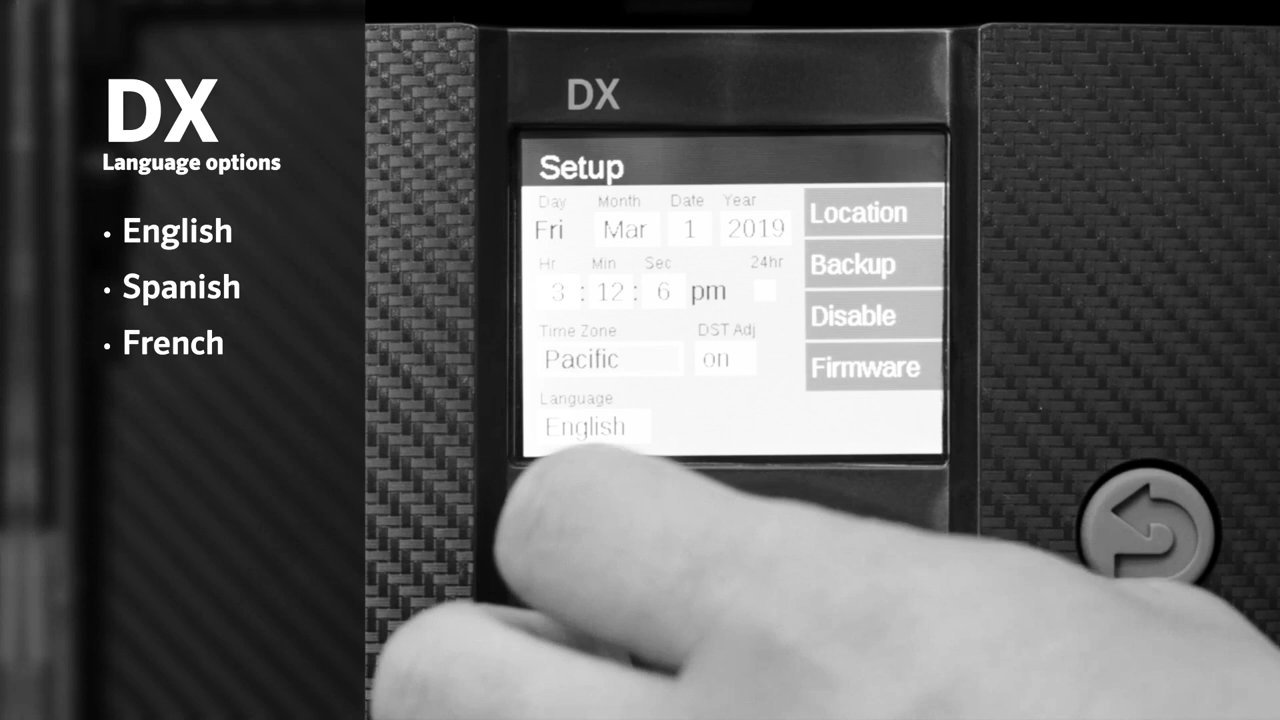 DX
Language options
• English
• Spanish
• French
DX
Setup
Day Month Date Year
Fri Mar 1 2019
Hr Min Sec 24hr
3 : 12 : 6 pm
Time Zone DST Adj
Pacific on
Language
English
Location
Backup
Disable
Firmware